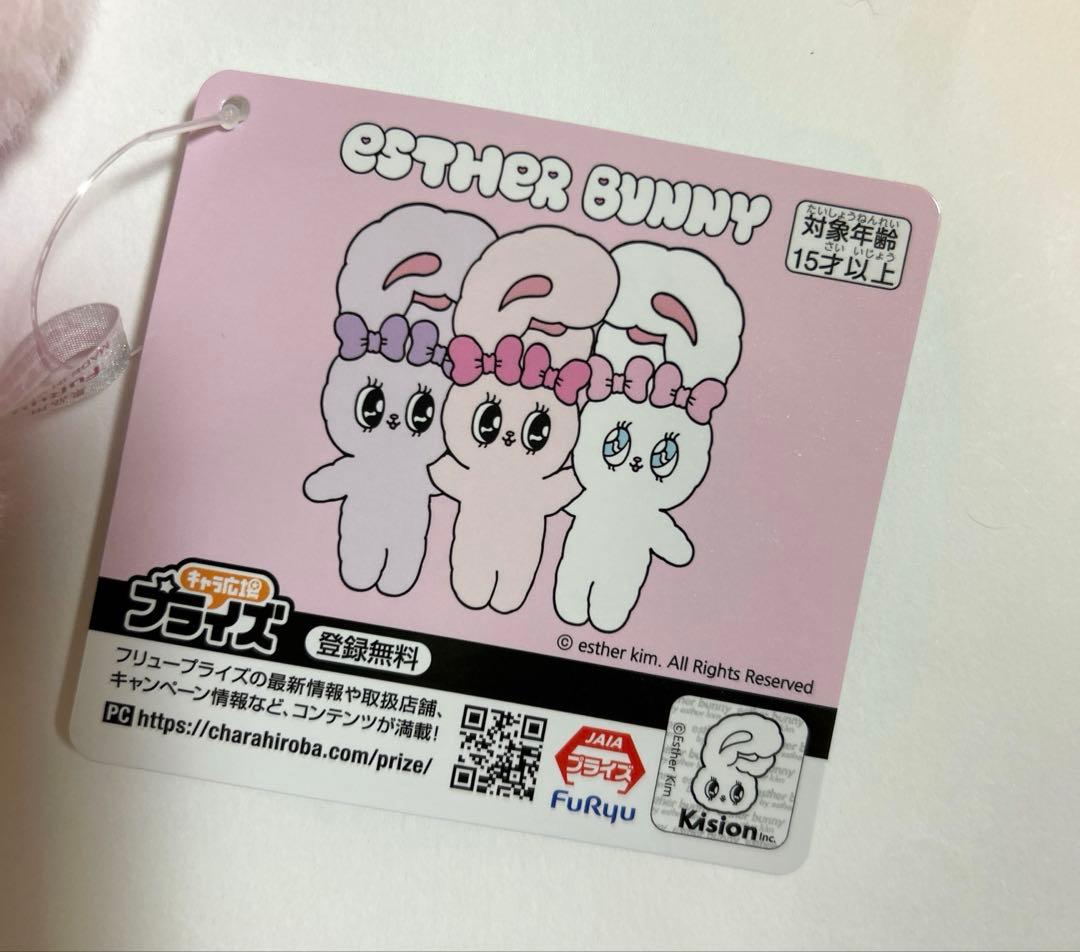 esTHeR BUNNY
たいしょうねんれい
対象年齢
さい いじょう
15才以上
© esther kim. All Rights Reserved
キャラ広場
プライズ
登録無料
フリュープライズの最新情報や取扱店舗、
キャンペーン情報など、コンテンツが満載!
PC https://charahiroba.com/prize/
JAIA
プライズ
FuRyu
©Esther Kim
Kision Inc.